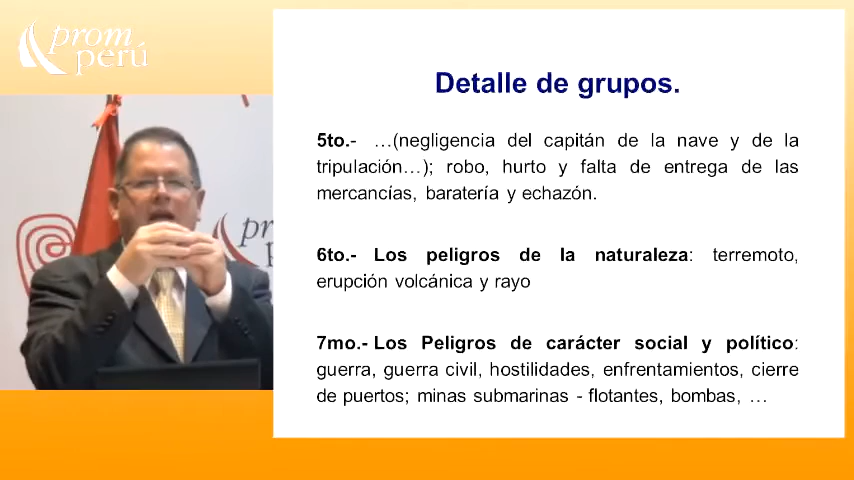 prom
perú
Detalle de grupos.
5to.- …(negligencia del capitán de la nave y de la
tripulación…); robo, hurto y falta de entrega de las
mercancías, baratería y echazón.
6to.- Los peligros de la naturaleza: terremoto,
erupción volcánica y rayo
7mo.- Los Peligros de carácter social y político:
guerra, guerra civil, hostilidades, enfrentamientos, cierre
de puertos; minas submarinas - flotantes, bombas, …